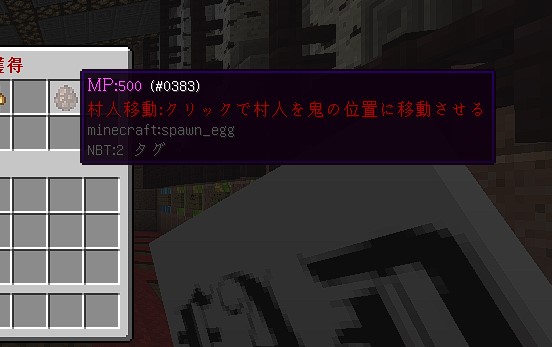 獲得
MP:500 (#0383)
村人移動:クリックで村人を鬼の位置に移動させる
minecraft:spawn_egg
NBT:2 タグ